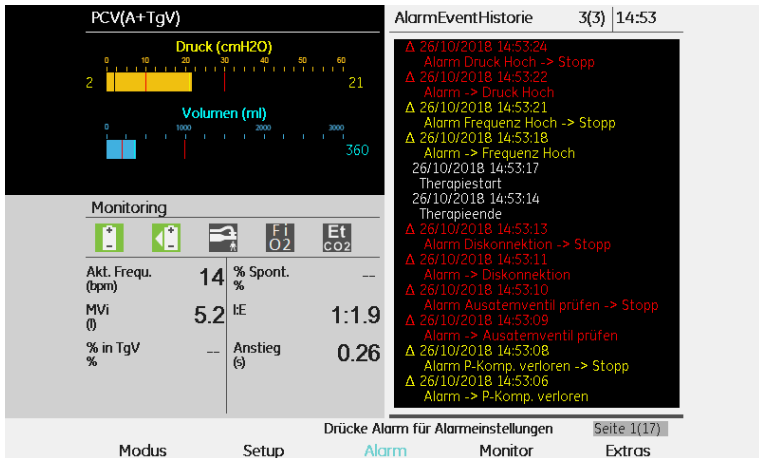 PCV(A+TgV)
Druck (cmH2O)
0 10 20 30 40 50 60
2 21
Volumen (ml)
0 1000 2000 3000
360
Monitoring
FI O2
Et CO2
Akt. Frequ. (bpm) 14
% Spont. % --
MVi (l) 5.2
I:E 1:1.9
% in TgV % --
Anstieg (s) 0.26
AlarmEventHistorie 3(3) 14:53
Δ 26/10/2018 14:53:24
Alarm Druck Hoch -> Stopp
Δ 26/10/2018 14:53:22
Alarm -> Druck Hoch
Δ 26/10/2018 14:53:21
Alarm Frequenz Hoch -> Stopp
Δ 26/10/2018 14:53:18
Alarm -> Frequenz Hoch
26/10/2018 14:53:17
Therapiestart
26/10/2018 14:53:14
Therapieende
Δ 26/10/2018 14:53:13
Alarm Diskonnektion -> Stopp
Δ 26/10/2018 14:53:11
Alarm -> Diskonnektion
Δ 26/10/2018 14:53:10
Alarm Ausatemventil prüfen -> Stopp
Δ 26/10/2018 14:53:09
Alarm -> Ausatemventil prüfen
Δ 26/10/2018 14:53:08
Alarm P-Komp. verloren -> Stopp
Δ 26/10/2018 14:53:06
Alarm -> P-Komp. verloren
Drücke Alarm für Alarmeinstellungen Seite 1(17)
Modus Setup Alarm Monitor Extras